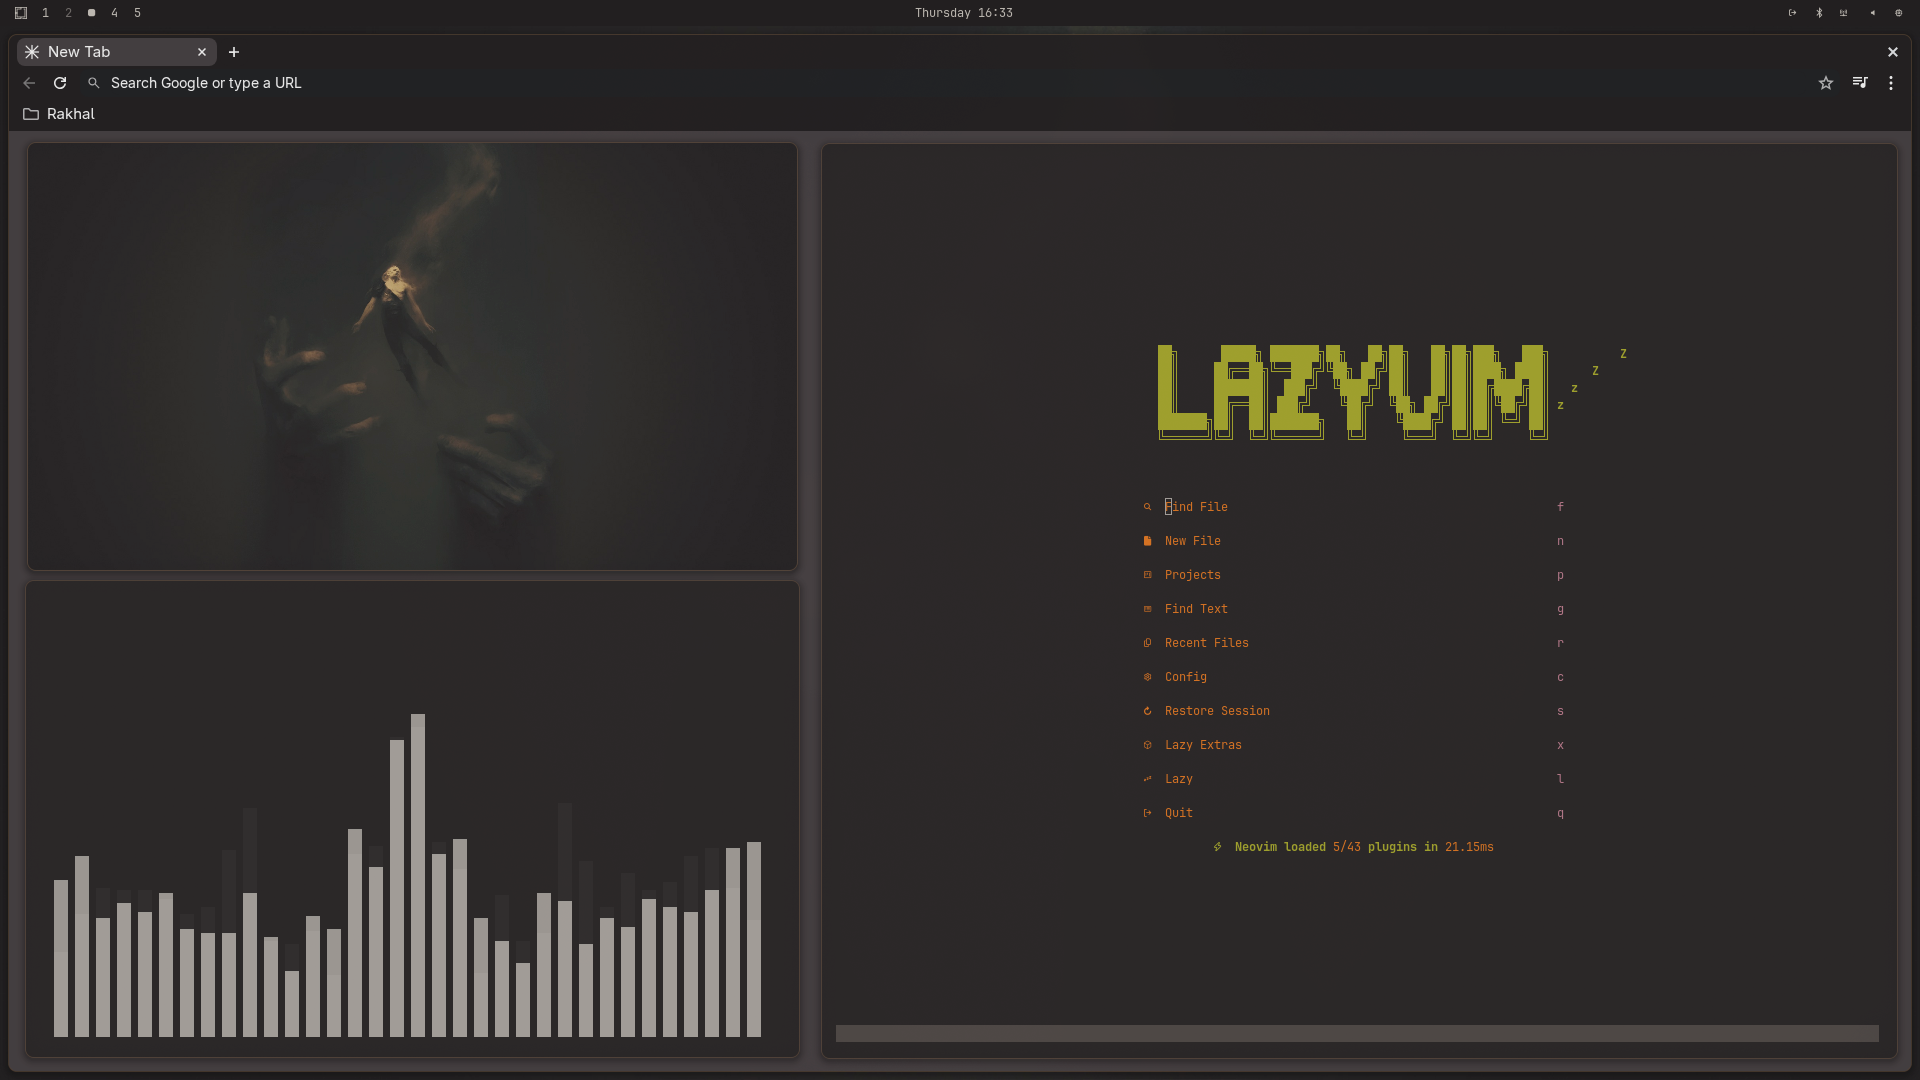 1 2 4 5
Thursday 16:33
New Tab
Search Google or type a URL
Rakhal
LAZYVIM
Z
Z
z
z
Find File f
New File n
Projects p
Find Text g
Recent Files r
Config c
Restore Session s
Lazy Extras x
Lazy l
Quit q
Neovim loaded 5/43 plugins in 21.15ms